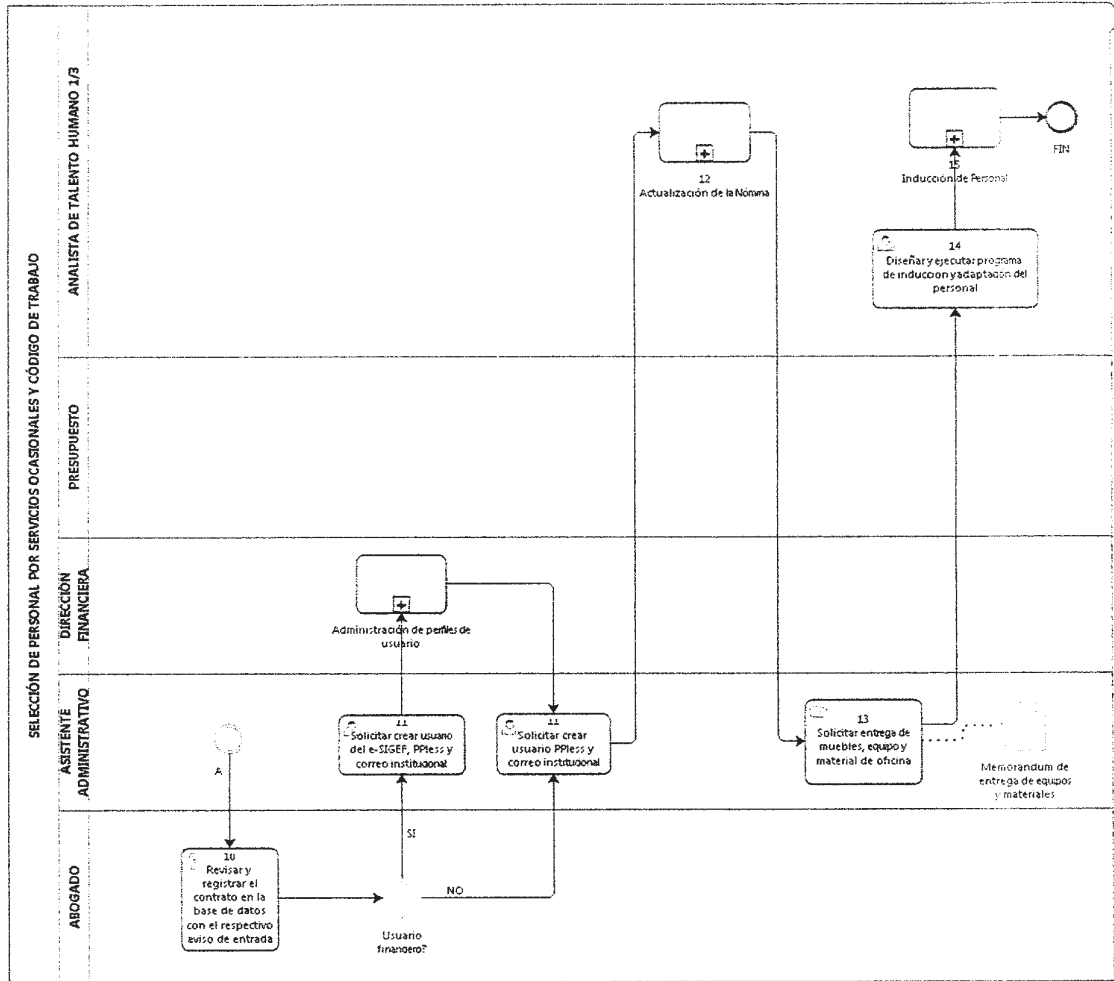 SELECCIÓN DE PERSONAL POR SERVICIOS OCASIONALES Y CÓDIGO DE TRABAJO
ANALISTA DE TALENTO HUMANO 1/3
12
Actualización de la Nómina
15
Inducción de Personal
FIN
14
Diseñar y ejecutar programa
de induccion y adaptación del
personal
PRESUPUESTO
DIRECCIÓN
FINANCIERA
Administración de perfiles de
usuario
ASISTENTE
ADMINISTRATIVO
A
11
Solicitar crear usuario
del e-SIGEF, PPless y
correo institucional
11
Solicitar crear
usuario PPless y
correo institucional
13
Solicitar entrega de
muebles, equipo y
material de oficina
Memorandum de
entrega de equipos
y materiales
ABOGADO
10
Revisar y
registrar el
contrato en la
base de datos
con el respectivo
aviso de entrada
SI
NO
Usuario
financiero?